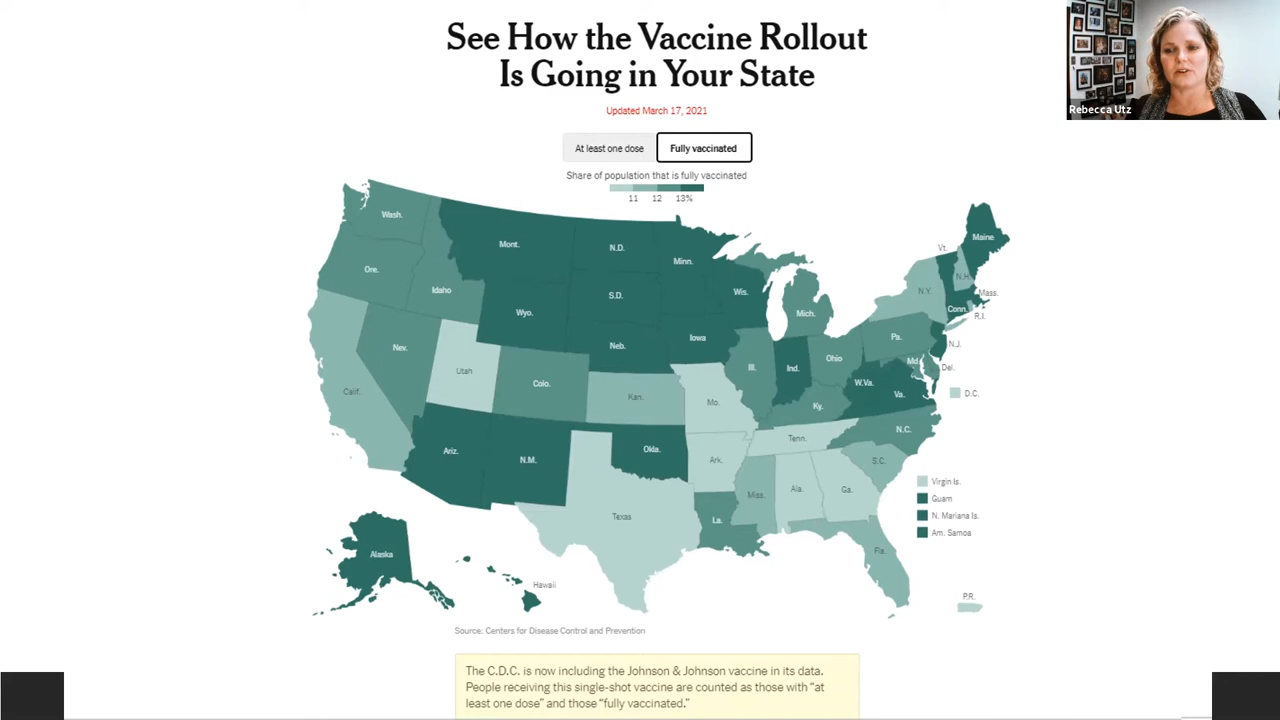 See How the Vaccine Rollout
Is Going in Your State
Rebecca Utz
Updated March 17, 2021
At least one dose
Fully vaccinated
Share of population that is fully vaccinated
11 12 13%
Wash.
Mont.
N.D.
Minn.
Maine
Vt.
N.H.
Ore.
Idaho
S.D.
Wis.
N.Y.
Mass.
Wyo.
Mich.
Conn.
R.I.
Nev.
Neb.
Iowa
Pa.
N.J.
Utah
Colo.
Ill.
Ind.
Ohio
Md.
Del.
Calif.
Kan.
Mo.
Ky.
W.Va.
Va.
D.C.
Ariz.
N.M.
Okla.
Ark.
Tenn.
N.C.
S.C.
Texas
La.
Miss.
Ala.
Ga.
Virgin Is.
Guam
N. Mariana Is.
Am. Samoa
Alaska
Hawaii
Fla.
P.R.
Source: Centers for Disease Control and Prevention
The C.D.C. is now including the Johnson & Johnson vaccine in its data.
People receiving this single-shot vaccine are counted as those with “at
least one dose” and those “fully vaccinated.”